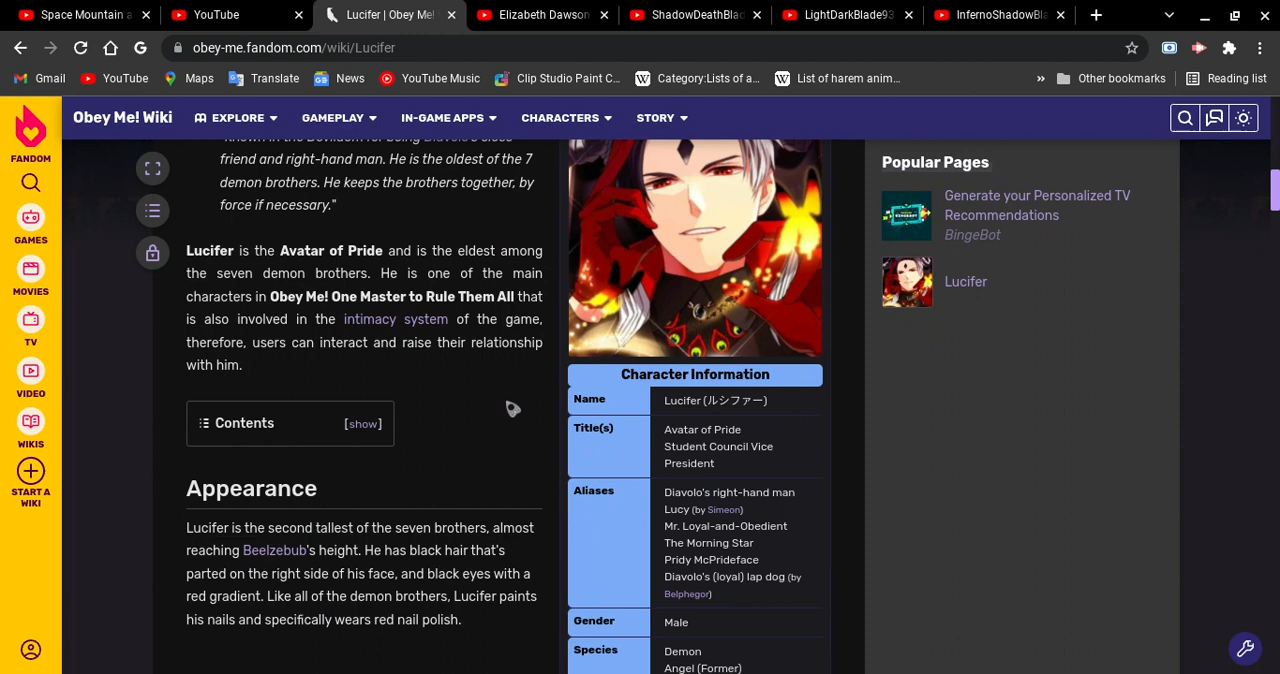 Space Mountain a
YouTube
Lucifer | Obey Me!
Elizabeth Dawson
ShadowDeathBlad
LightDarkBlade93
InfernoShadowBla
obey-me.fandom.com/wiki/Lucifer
Gmail
YouTube
Maps
Translate
News
YouTube Music
Clip Studio Paint C...
Category:Lists of a...
List of harem anim...
»
Other bookmarks
Reading list
FANDOM
GAMES
MOVIES
TV
VIDEO
WIKIS
START A
WIKI
Obey Me! Wiki
EXPLORE
GAMEPLAY
IN-GAME APPS
CHARACTERS
STORY
"Known in the Devildom for being Diavolo's close
friend and right-hand man. He is the oldest of the 7
demon brothers. He keeps the brothers together, by
force if necessary."
Lucifer is the Avatar of Pride and is the eldest among
the seven demon brothers. He is one of the main
characters in Obey Me! One Master to Rule Them All that
is also involved in the intimacy system of the game,
therefore, users can interact and raise their relationship
with him.
Contents [show]
Appearance
Lucifer is the second tallest of the seven brothers, almost
reaching Beelzebub's height. He has black hair that's
parted on the right side of his face, and black eyes with a
red gradient. Like all of the demon brothers, Lucifer paints
his nails and specifically wears red nail polish.
Character Information
Name
Lucifer (ルシファー)
Title(s)
Avatar of Pride
Student Council Vice
President
Aliases
Diavolo's right-hand man
Lucy (by Simeon)
Mr. Loyal-and-Obedient
The Morning Star
Pridy McPrideface
Diavolo's (loyal) lap dog (by
Belphegor)
Gender
Male
Species
Demon
Angel (Former)
Popular Pages
Generate your Personalized TV
Recommendations
BingeBot
Lucifer